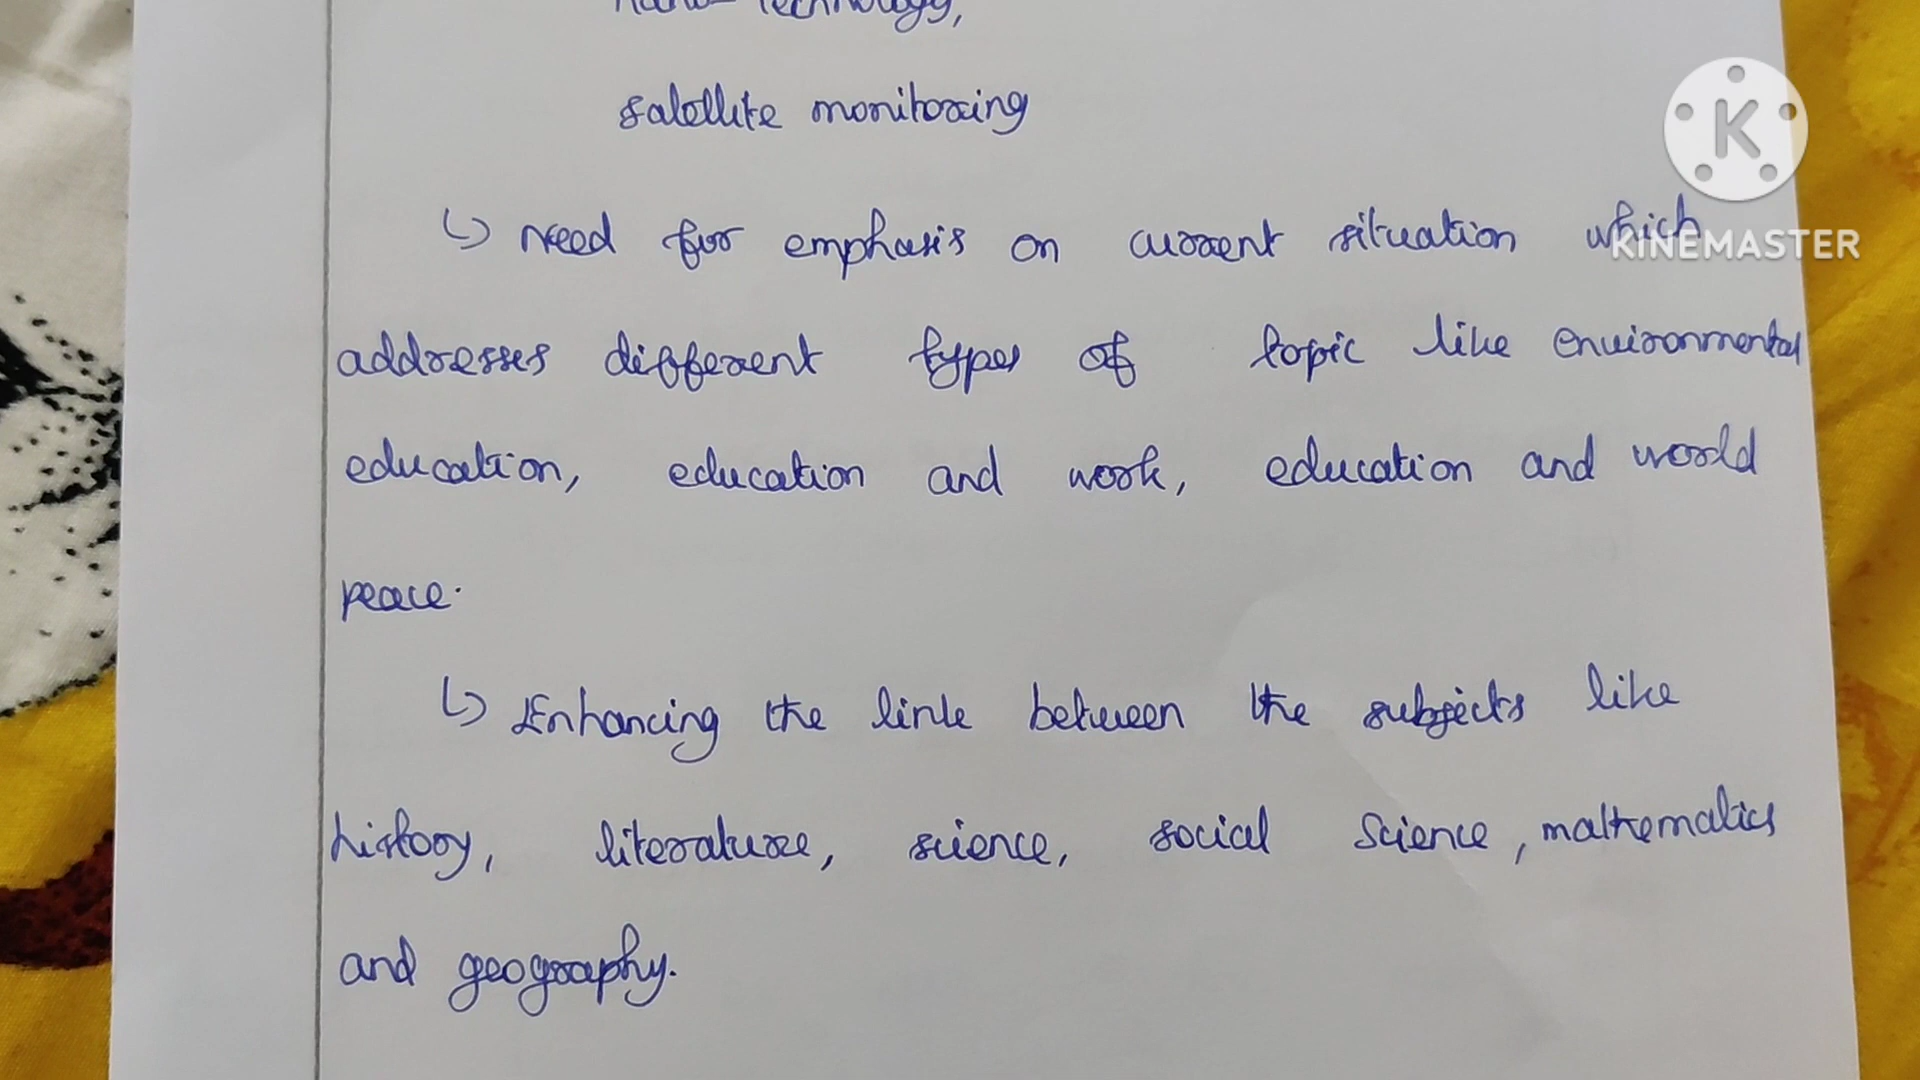 Nano-Technology,
satellite monitoring
↳ Need for emphasis on current situation which
KINEMASTER
addresses different types of topic like environmental
education, education and work, education and world
peace.
↳ Enhancing the link between the subjects like
history, literature, science, social science, mathematics
and geography.